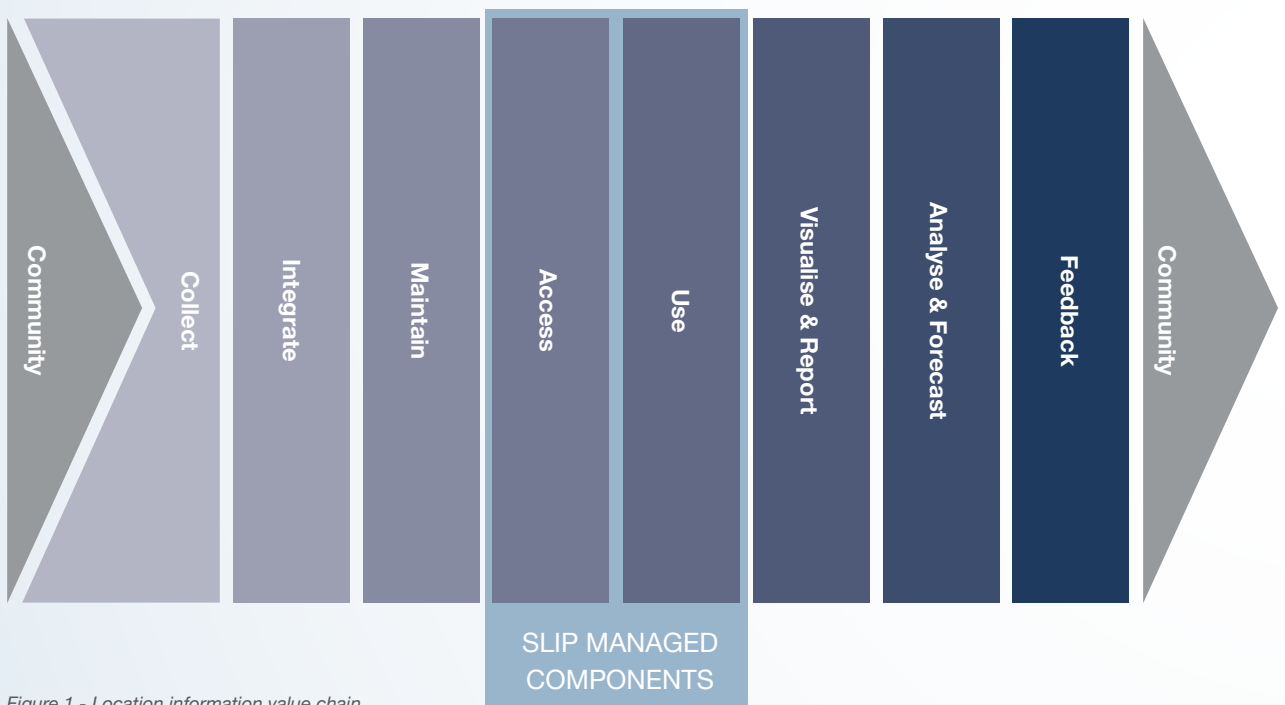 Community
Collect
Integrate
Maintain
Access
Use
Visualise & Report
Analyse & Forecast
Feedback
Community
SLIP MANAGED
COMPONENTS
Figure 1 - Location information value chain